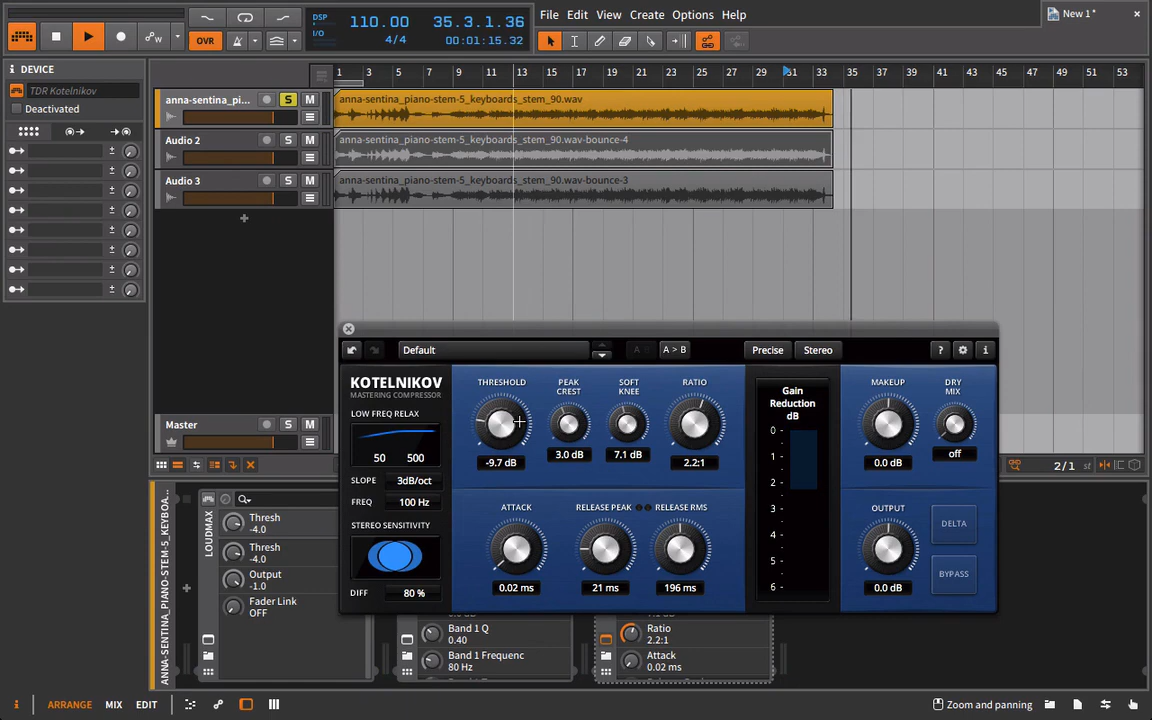 DSP
I/O
110.00
4/4
35.3.1.36
00:01:15.32
File Edit View Create Options Help
New 1*
OVR
DEVICE
TDR Kotelnikov
Deactivated
1 3 5 7 9 11 13 15 17 19 21 23 25 27 29 31 33 35 37 39 41 43 45 47 49 51 53
anna-sentina_pi... S M
anna-sentina_piano-stem-5_keyboards_stem_90.wav
Audio 2 S M
anna-sentina_piano-stem-5_keyboards_stem_90.wav-bounce-4
Audio 3 S M
anna-sentina_piano-stem-5_keyboards_stem_90.wav-bounce-3
Master S M
2/1
Default
A > B
Precise
Stereo
?
i
KOTELNIKOV
MASTERING COMPRESSOR
LOW FREQ RELAX
50 500
SLOPE 3dB/oct
FREQ 100 Hz
STEREO SENSITIVITY
DIFF 80 %
THRESHOLD
-9.7 dB
PEAK
CREST
3.0 dB
SOFT
KNEE
7.1 dB
RATIO
2.2:1
ATTACK
0.02 ms
RELEASE PEAK
21 ms
RELEASE RMS
196 ms
Gain
Reduction
dB
0
1
2
3
4
5
6
MAKEUP
0.0 dB
DRY
MIX
off
OUTPUT
0.0 dB
DELTA
BYPASS
ANNA-SENTINA_PIANO-STEM-5_KEYBOA...
LOUDMAX
Thresh
-4.0
Thresh
-4.0
Output
-1.0
Fader Link
OFF
Band 1 Q
0.40
Band 1 Frequenc
80 Hz
Ratio
2.2:1
Attack
0.02 ms
i
ARRANGE MIX EDIT
Zoom and panning